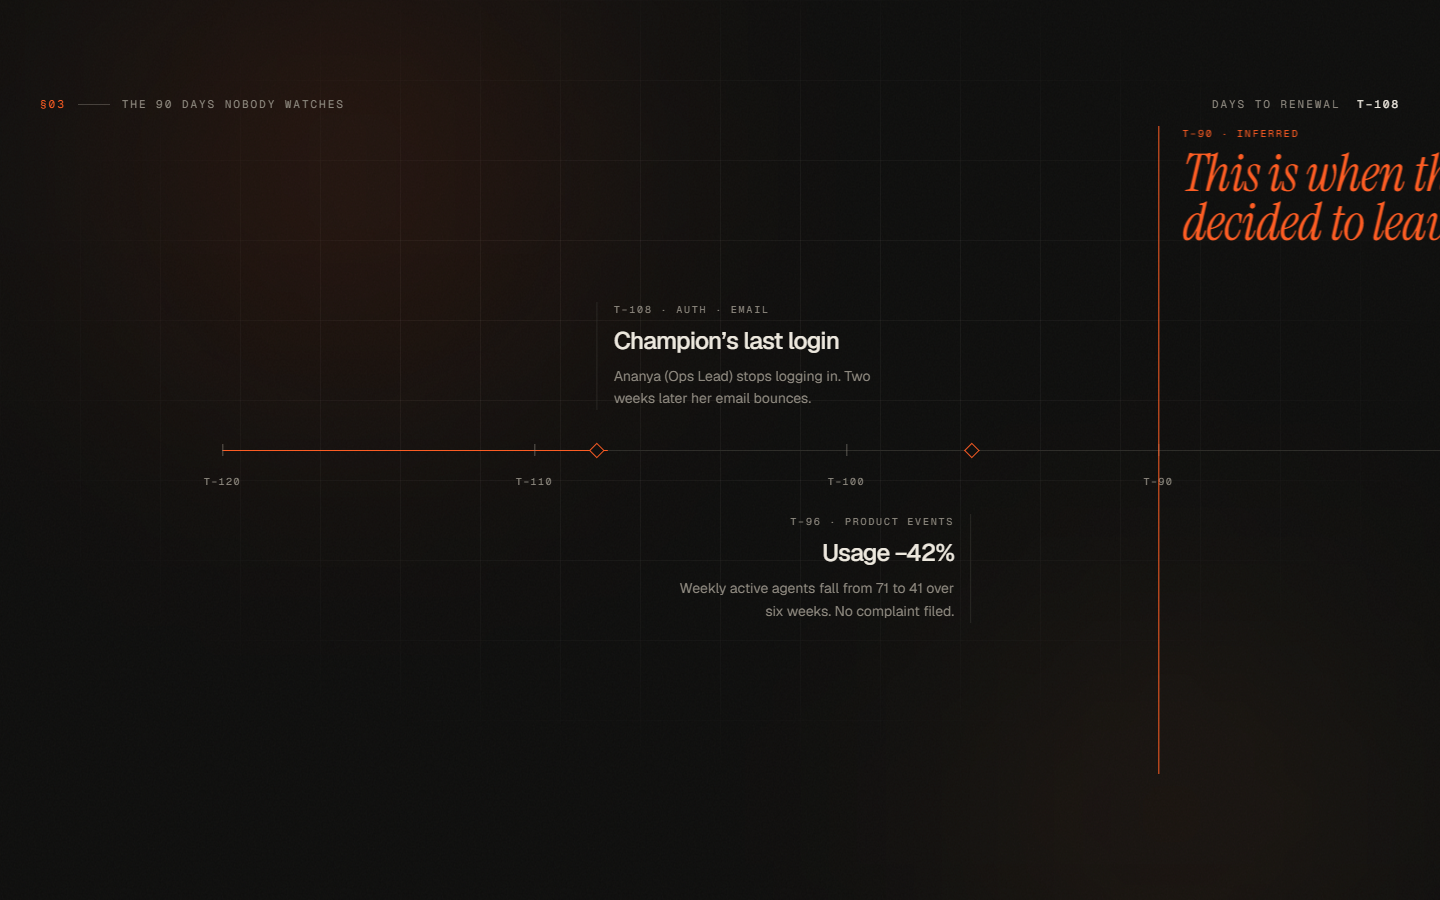 §03 THE 90 DAYS NOBODY WATCHES
DAYS TO RENEWAL T–108
T–90 · INFERRED
This is when th
decided to leav
T–108 · AUTH · EMAIL
Champion’s last login
Ananya (Ops Lead) stops logging in. Two
weeks later her email bounces.
T–120
T–110
T–100
T–90
T–96 · PRODUCT EVENTS
Usage –42%
Weekly active agents fall from 71 to 41 over
six weeks. No complaint filed.